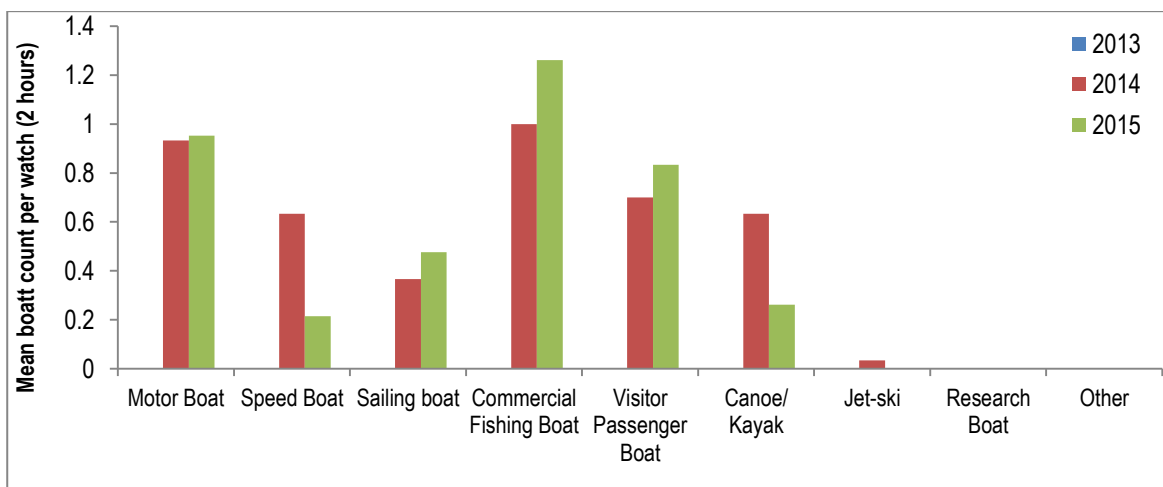 Mean boatt count per watch (2 hours)
1.4
1.2
1
0.8
0.6
0.4
0.2
0
2013
2014
2015
Motor Boat
Speed Boat
Sailing boat
Commercial
Fishing Boat
Visitor
Passenger
Boat
Canoe/
Kayak
Jet-ski
Research
Boat
Other